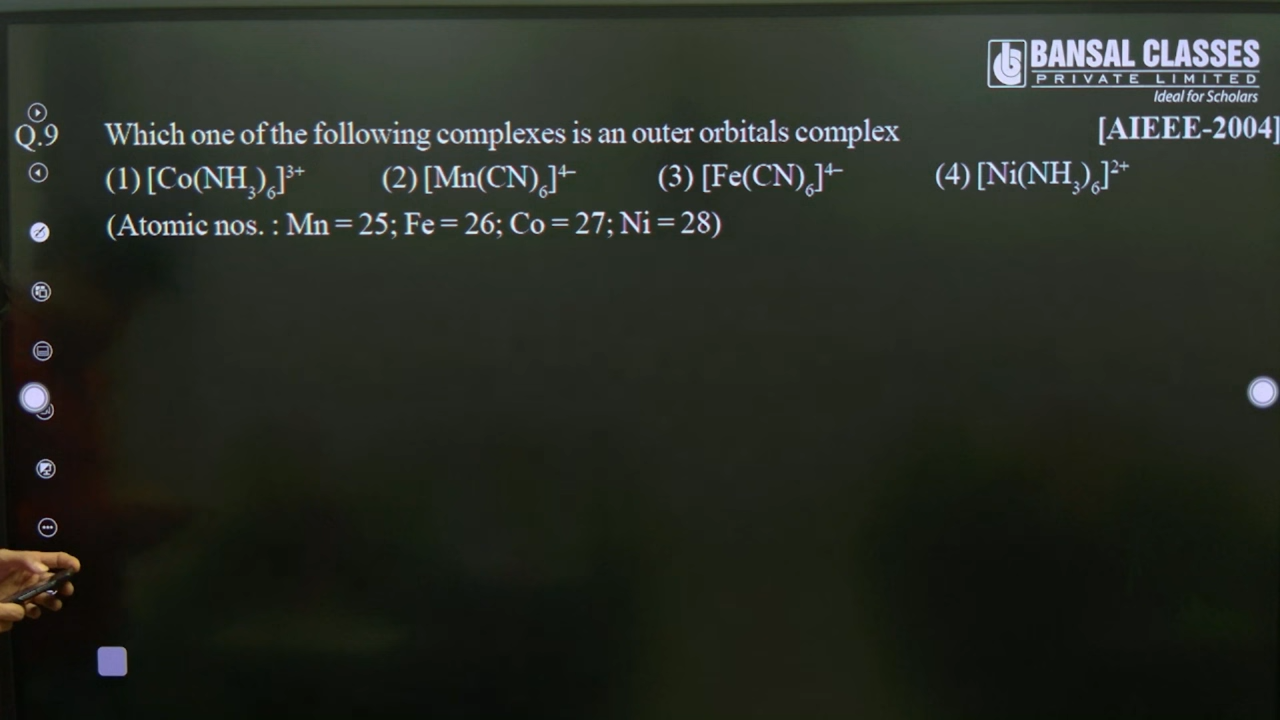 BANSAL CLASSES
PRIVATE LIMITED
Ideal for Scholars
Q.9 Which one of the following complexes is an outer orbitals complex [AIEEE-2004]
(1) [Co(NH₃)₆]³⁺ (2) [Mn(CN)₆]⁴⁻ (3) [Fe(CN)₆]⁴⁻ (4) [Ni(NH₃)₆]²⁺
(Atomic nos. : Mn = 25; Fe = 26; Co = 27; Ni = 28)